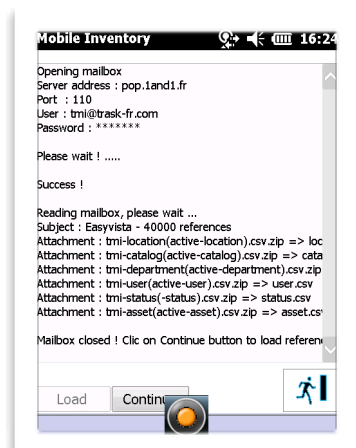 Mobile Inventory 16:24
Opening mailbox
Server address : pop.1and1.fr
Port : 110
User : tmi@trask-fr.com
Password : *******
Please wait ! .....
Success !
Reading mailbox, please wait ...
Subject : Easyvista - 40000 references
Attachment : tmi-location(active-location).csv.zip => loc
Attachment : tmi-catalog(active-catalog).csv.zip => cata
Attachment : tmi-department(active-department).csv.zip
Attachment : tmi-user(active-user).csv.zip => user.csv
Attachment : tmi-status(-status).csv.zip => status.csv
Attachment : tmi-asset(active-asset).csv.zip => asset.csv
Mailbox closed ! Clic on Continue button to load referen
Load Continu